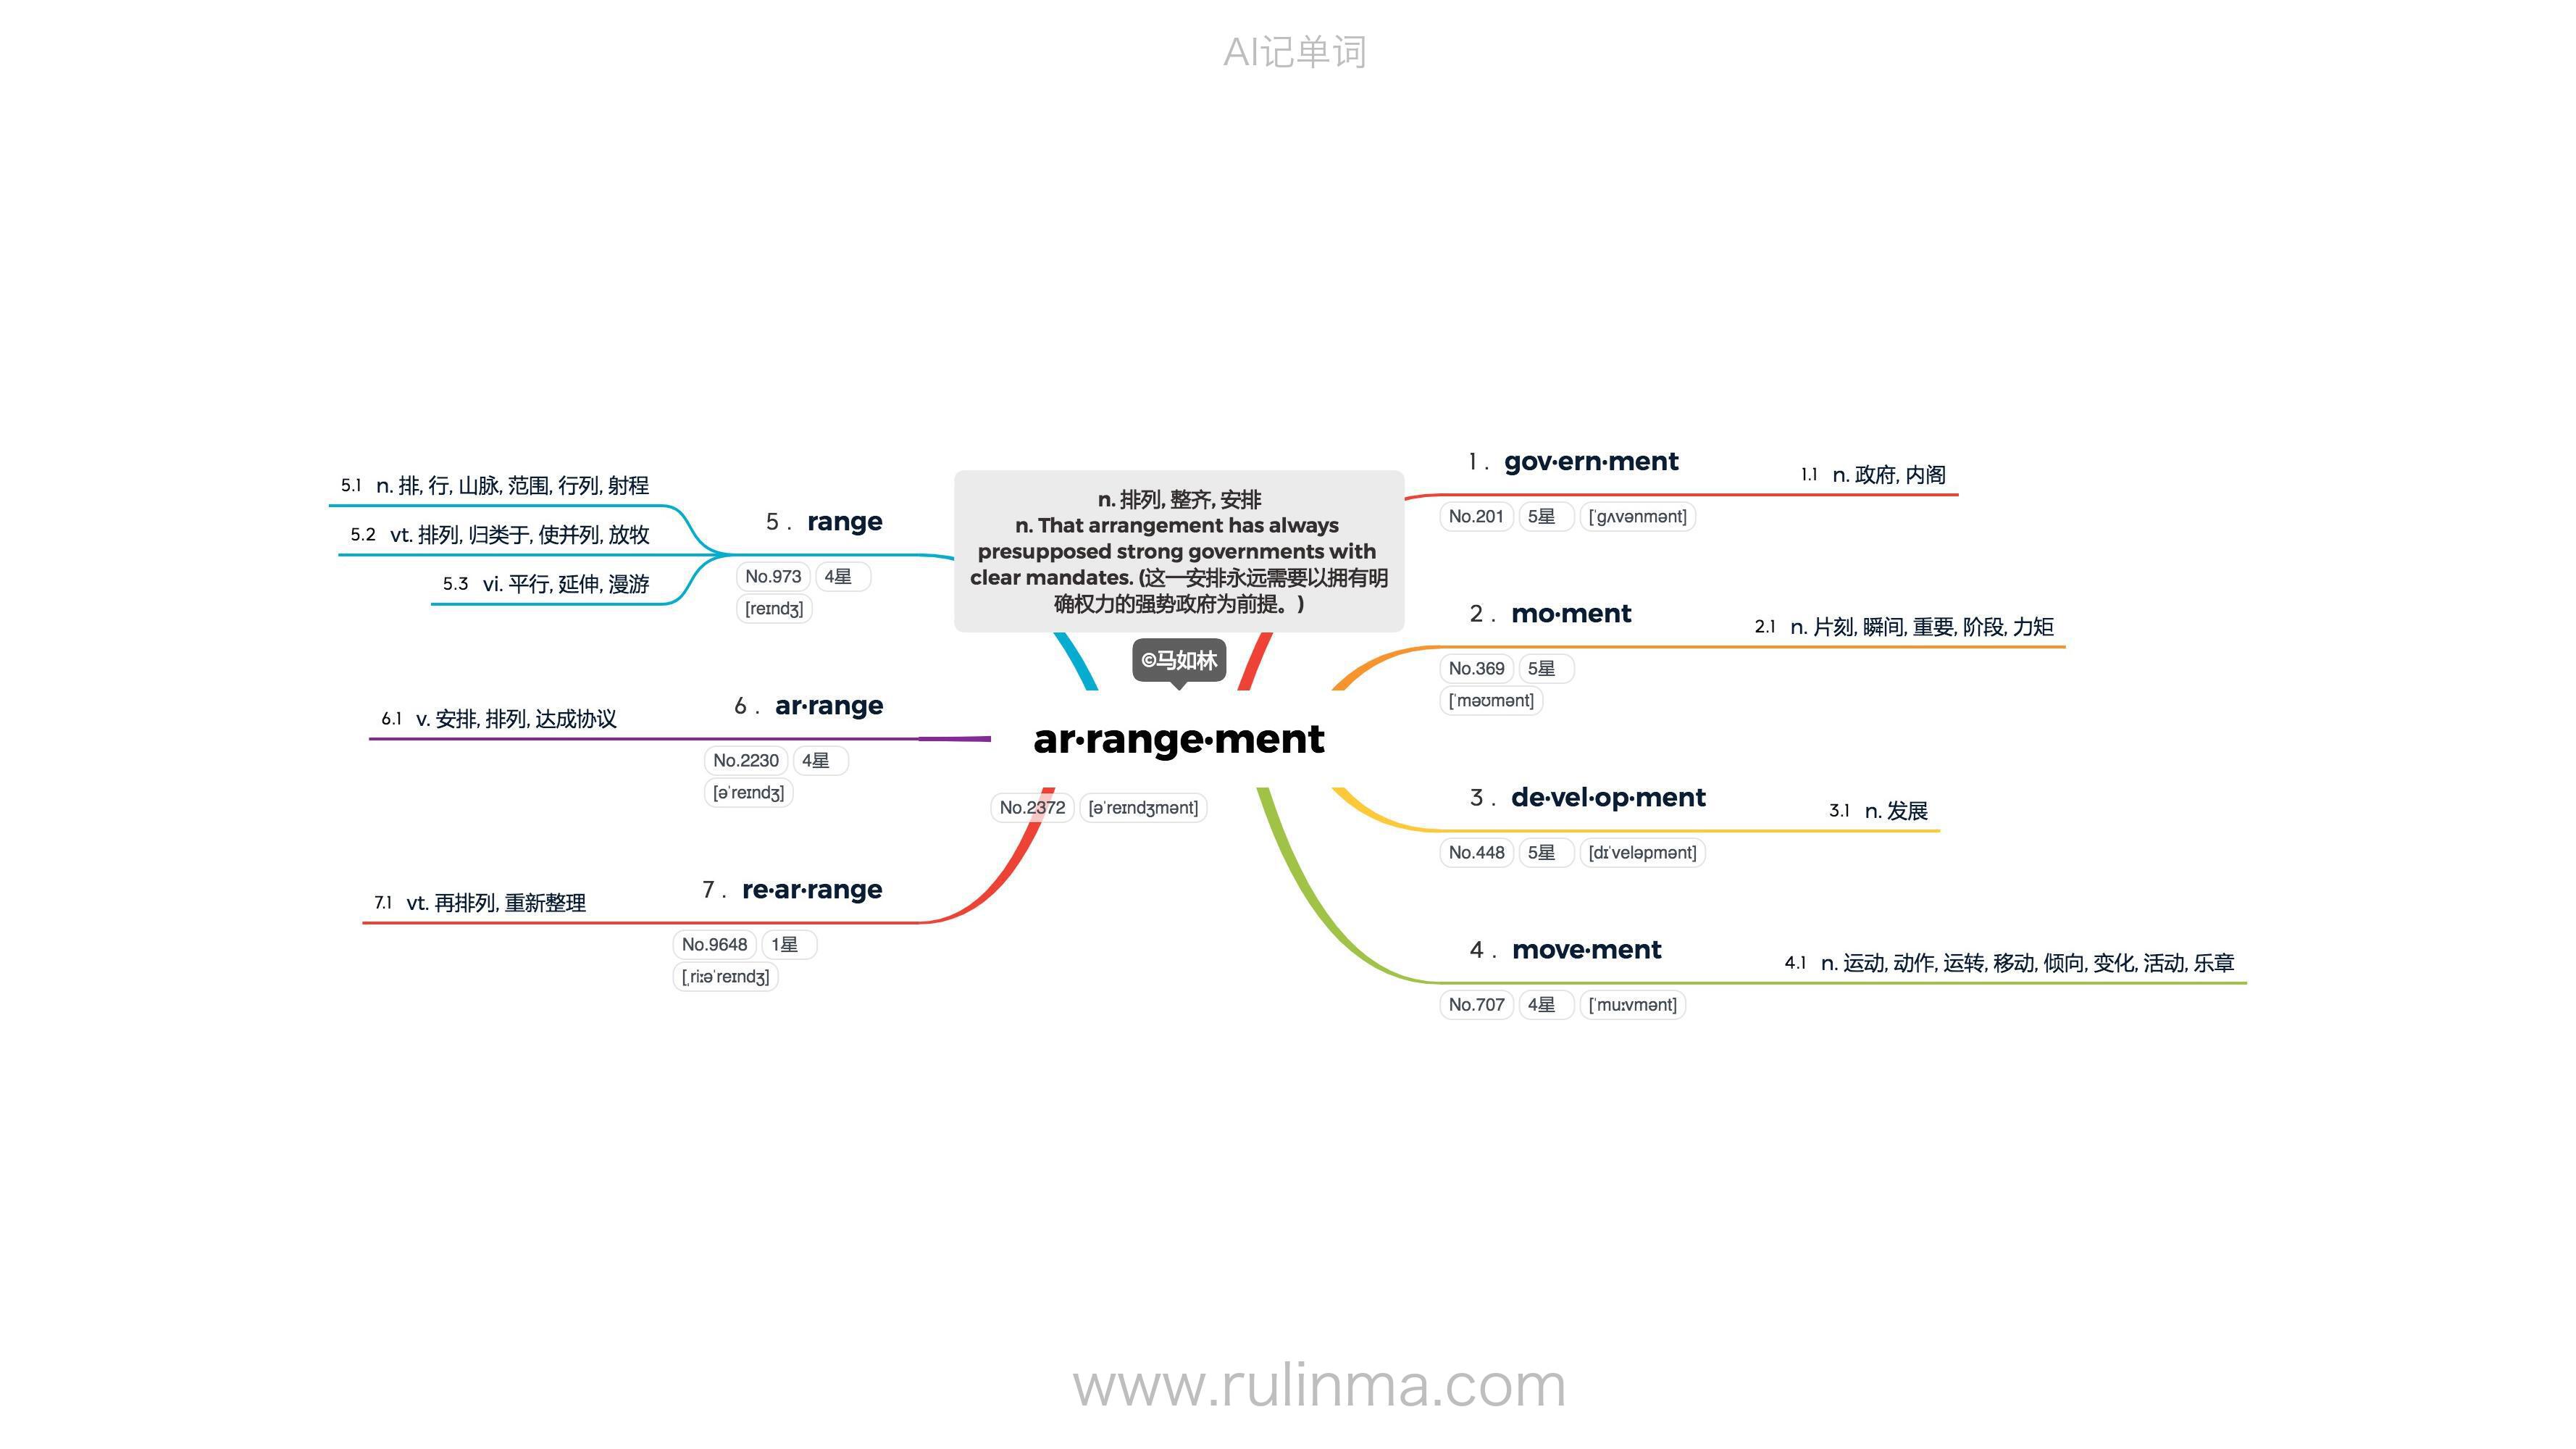 AI记单词
n. 排列, 整齐, 安排
n. That arrangement has always
presupposed strong governments with
clear mandates. (这一安排永远需要以拥有明
确权力的强势政府为前提。)
©马如林
ar·range·ment
No.2372 [əˈreɪndʒmənt]
1 . gov·ern·ment
1.1 n. 政府, 内阁
No.201 5星 [ˈɡʌvənmənt]
2 . mo·ment
2.1 n. 片刻, 瞬间, 重要, 阶段, 力矩
No.369 5星
[ˈməʊmənt]
3 . de·vel·op·ment
3.1 n. 发展
No.448 5星 [dɪˈveləpmənt]
4 . move·ment
4.1 n. 运动, 动作, 运转, 移动, 倾向, 变化, 活动, 乐章
No.707 4星 [ˈmuːvmənt]
5 . range
5.1 n. 排, 行, 山脉, 范围, 行列, 射程
5.2 vt. 排列, 归类于, 使并列, 放牧
5.3 vi. 平行, 延伸, 漫游
No.973 4星
[reɪndʒ]
6 . ar·range
6.1 v. 安排, 排列, 达成协议
No.2230 4星
[əˈreɪndʒ]
7 . re·ar·range
7.1 vt. 再排列, 重新整理
No.9648 1星
[ˌriːəˈreɪndʒ]
www.rulinma.com